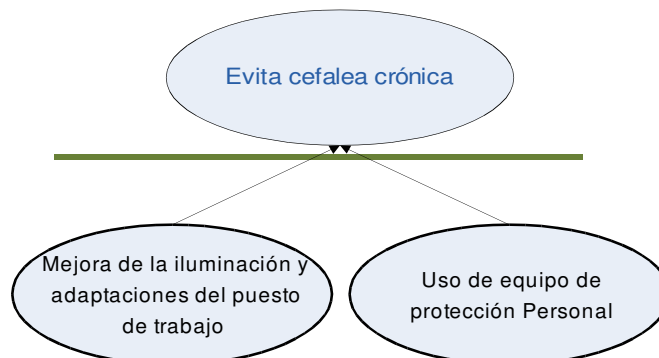 Evita cefalea crónica
Mejora de la iluminación y
adaptaciones del puesto
de trabajo
Uso de equipo de
protección Personal